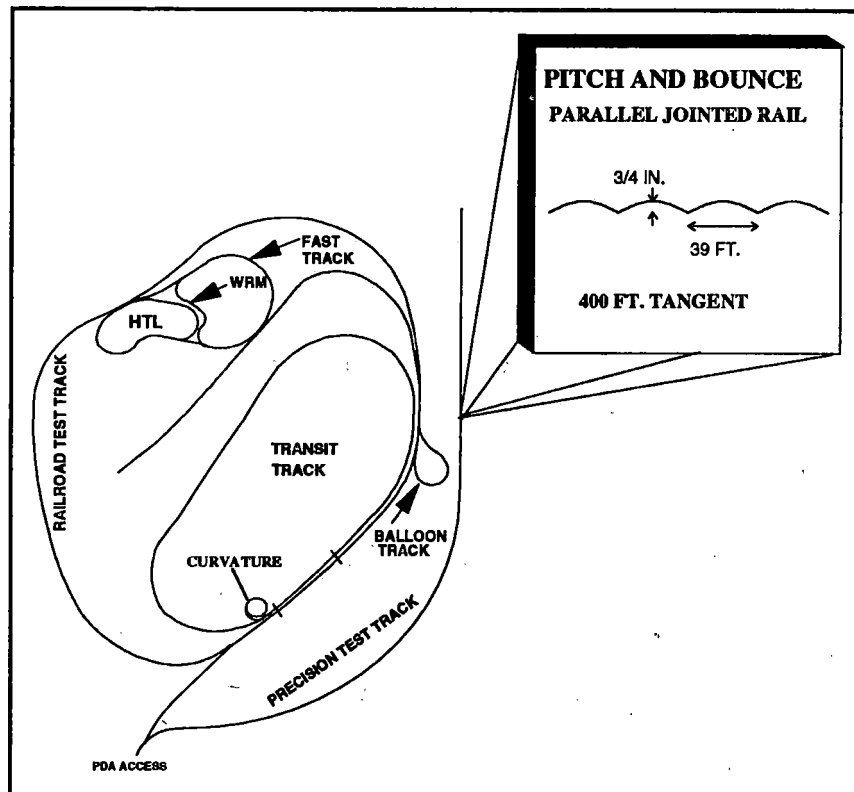 PITCH AND BOUNCE
PARALLEL JOINTED RAIL
3/4 IN.
39 FT.
400 FT. TANGENT
FAST
TRACK
WRM
HTL
RAILROAD TEST TRACK
TRANSIT
TRACK
BALLOON
TRACK
CURVATURE
PRECISION TEST TRACK
PDA ACCESS